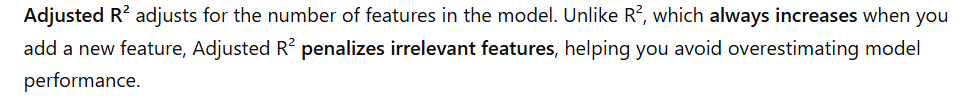 Adjusted R² adjusts for the number of features in the model. Unlike R², which always increases when you
add a new feature, Adjusted R² penalizes irrelevant features, helping you avoid overestimating model
performance.